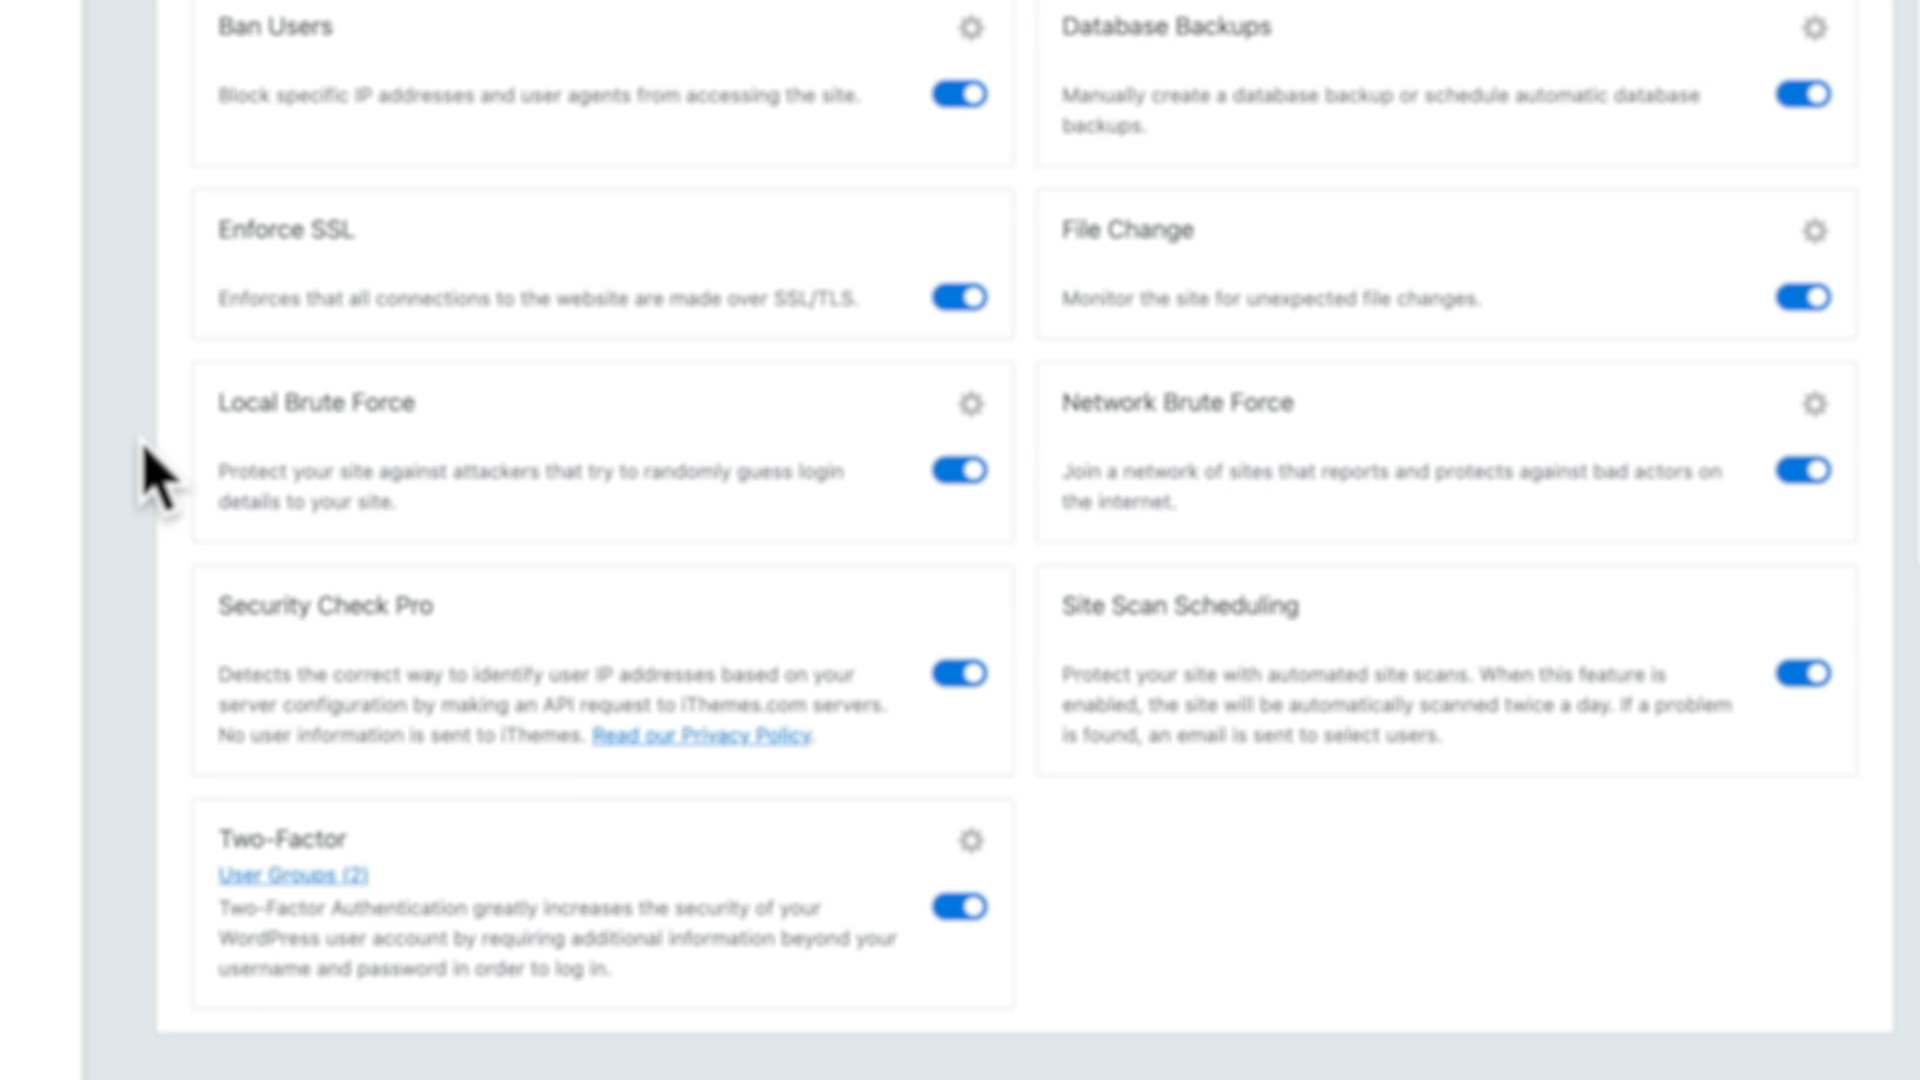 Ban Users
Block specific IP addresses and user agents from accessing the site.
Database Backups
Manually create a database backup or schedule automatic database
backups.
Enforce SSL
Enforces that all connections to the website are made over SSL/TLS.
File Change
Monitor the site for unexpected file changes.
Local Brute Force
Protect your site against attackers that try to randomly guess login
details to your site.
Network Brute Force
Join a network of sites that reports and protects against bad actors on
the internet.
Security Check Pro
Detects the correct way to identify user IP addresses based on your
server configuration by making an API request to iThemes.com servers.
No user information is sent to iThemes. Read our Privacy Policy.
Site Scan Scheduling
Protect your site with automated site scans. When this feature is
enabled, the site will be automatically scanned twice a day. If a problem
is found, an email is sent to select users.
Two-Factor
User Groups (2)
Two-Factor Authentication greatly increases the security of your
WordPress user account by requiring additional information beyond your
username and password in order to log in.